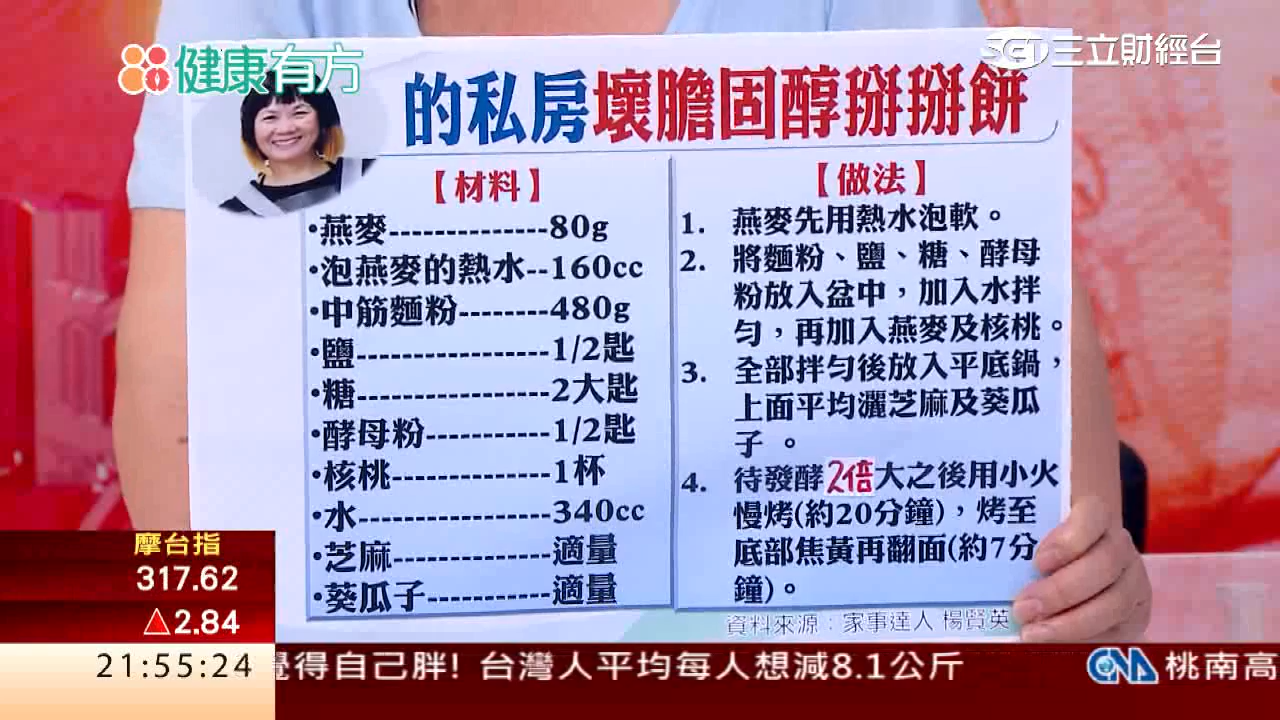 健康有方
SET三立財經台
的私房壞膽固醇掰掰餅
【材料】
•燕麥--------------80g
•泡燕麥的熱水--160cc
•中筋麵粉--------480g
•鹽-----------------1/2匙
•糖-----------------2大匙
•酵母粉-----------1/2匙
•核桃--------------1杯
•水-----------------340cc
•芝麻--------------適量
•葵瓜子-----------適量
【做法】
1. 燕麥先用熱水泡軟。
2. 將麵粉、鹽、糖、酵母
粉放入盆中，加入水拌
勻，再加入燕麥及核桃。
3. 全部拌勻後放入平底鍋，
上面平均灑芝麻及葵瓜
子 。
4. 待發酵2倍大之後用小火
慢烤(約20分鐘)，烤至
底部焦黃再翻面(約7分
鐘)。
資料來源：家事達人 楊賢英
摩台指
317.62
△2.84
21:55:24
覺得自己胖! 台灣人平均每人想減8.1公斤
CNA 桃南高